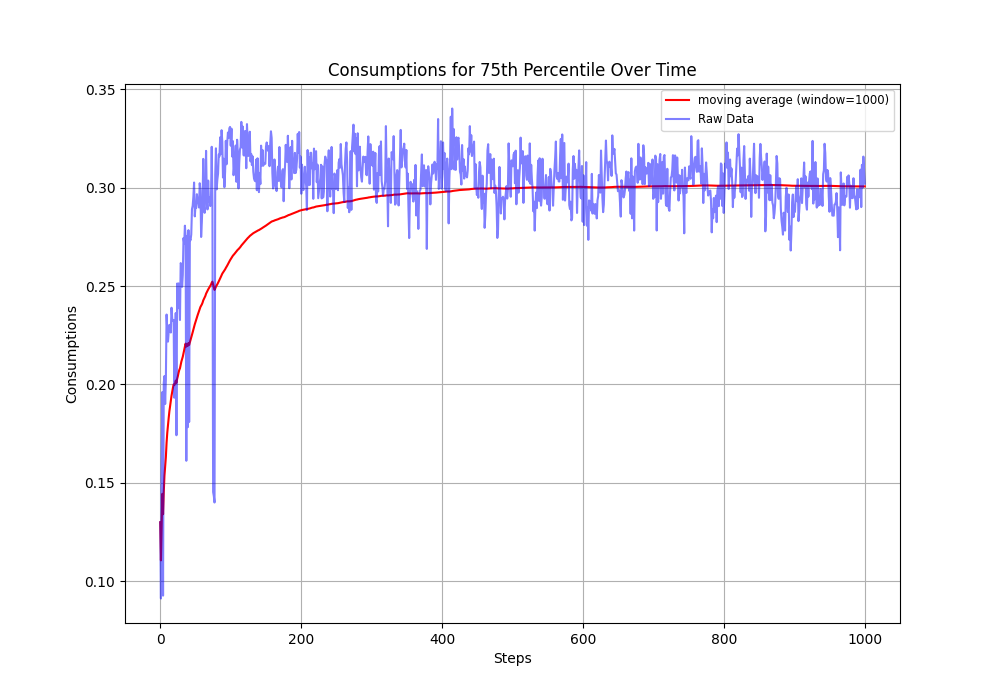 Consumptions for 75th Percentile Over Time
moving average (window=1000)
Raw Data
0.35
0.30
0.25
0.20
0.15
0.10
Consumptions
0
200
400
600
800
1000
Steps